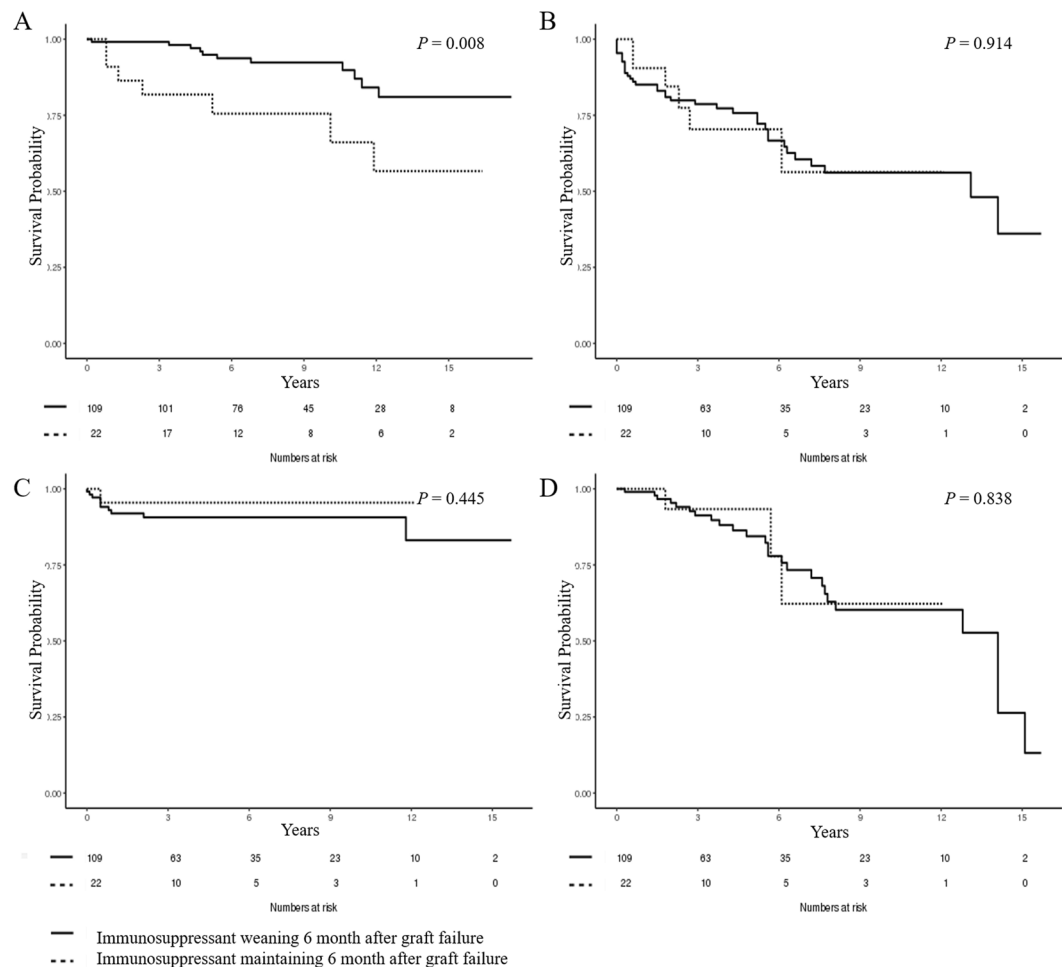 A
P = 0.008
1.00
0.75
0.50
0.25
0.00
Survival Probability
0 3 6 9 12 15
Years
109 101 76 45 28 8
22 17 12 8 6 2
Numbers at risk
B
P = 0.914
1.00
0.75
0.50
0.25
0.00
Survival Probability
0 3 6 9 12 15
Years
109 63 35 23 10 2
22 10 5 3 1 0
Numbers at risk
C
P = 0.445
1.00
0.75
0.50
0.25
0.00
Survival Probability
0 3 6 9 12 15
Years
109 63 35 23 10 2
22 10 5 3 1 0
Numbers at risk
D
P = 0.838
1.00
0.75
0.50
0.25
0.00
Survival Probability
0 3 6 9 12 15
Years
109 63 35 23 10 2
22 10 5 3 1 0
Numbers at risk
Immunosuppressant weaning 6 month after graft failure
Immunosuppressant maintaining 6 month after graft failure